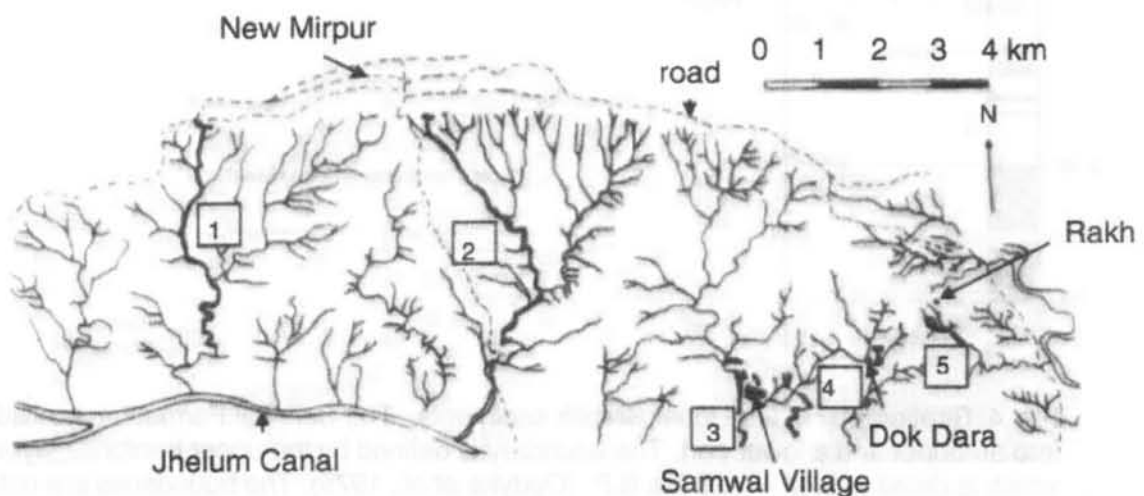 New Mirpur
0 1 2 3 4 km
road
N
1
2
Rakh
3
4
5
Dok Dara
Jhelum Canal
Samwal Village